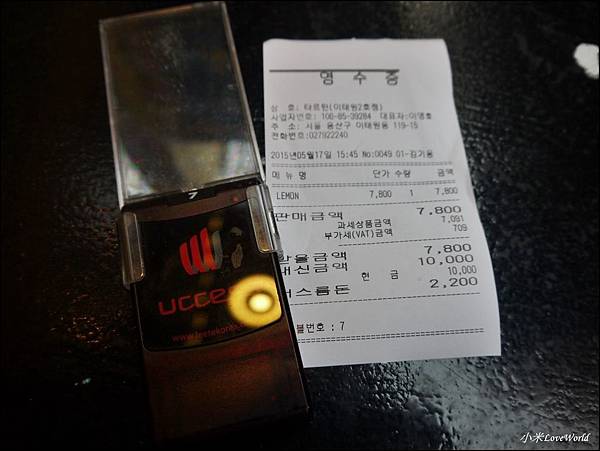 영 수 증
상 호: 타르틴(이태원2호점)
사업자번호: 106-85-39284 대표자:이영호
주 소: 서울 용산구 이태원동 119-15
전화번호:027922240
2015년05월17일 15:45 No:0049 01-김기용
메 뉴 명 단가 수량 금액
LEMON 7,800 1 7,800
판매금액 7,800
과세상품금액 7,091
부가세(VAT)금액 709
받을금액 7,800
내신금액 10,000
현 금 10,000
거스름돈 2,200
블번호 : 7
7
uccess
小米LoveWorld